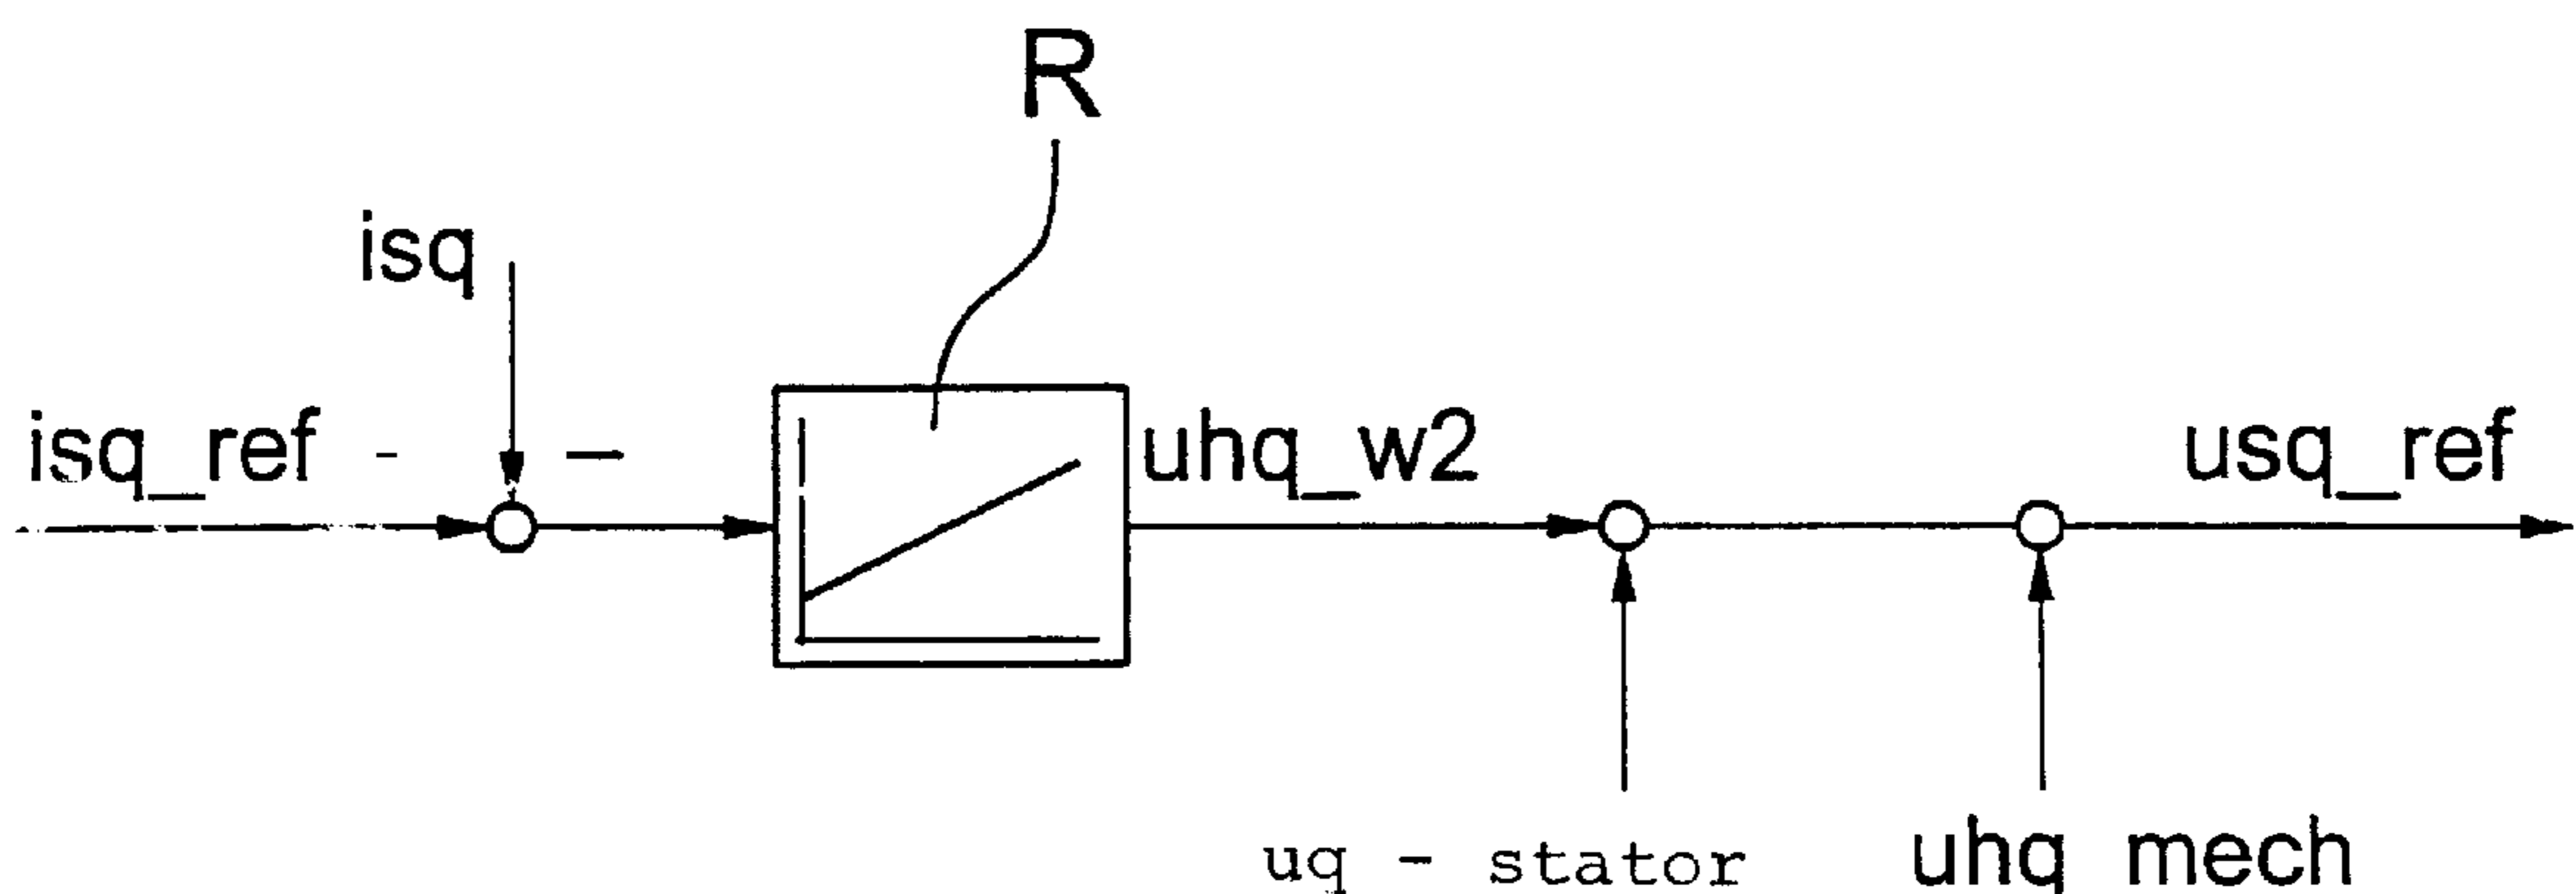 R
isq
isq_ref - -
uhq_w2
usq_ref
uq - stator
uhq mech